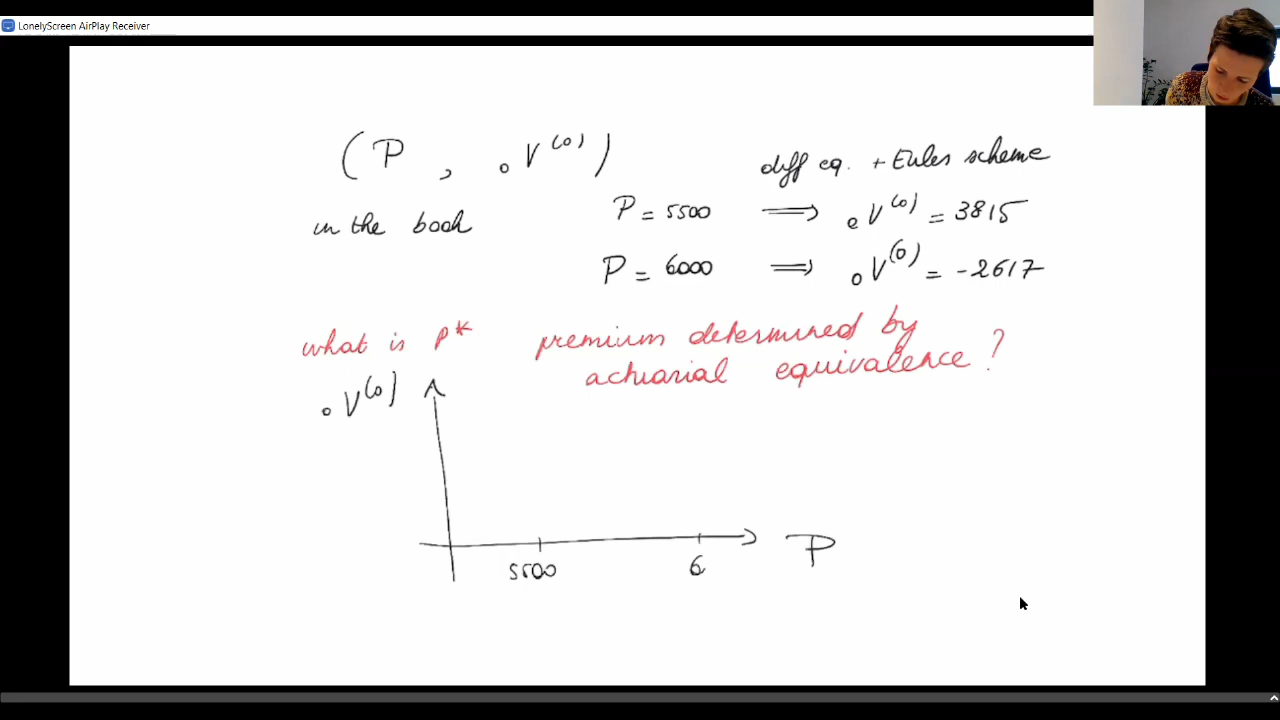 LonelyScreen AirPlay Receiver
(P, ₀V⁽⁰⁾)
diff eq. + Euler scheme
in the book P = 5500 ⟹ ₀V⁽⁰⁾ = 3815
P = 6000 ⟹ ₀V⁽⁰⁾ = -2617
what is P* premium determined by
actuarial equivalence?
₀V⁽⁰⁾
P
5500 6